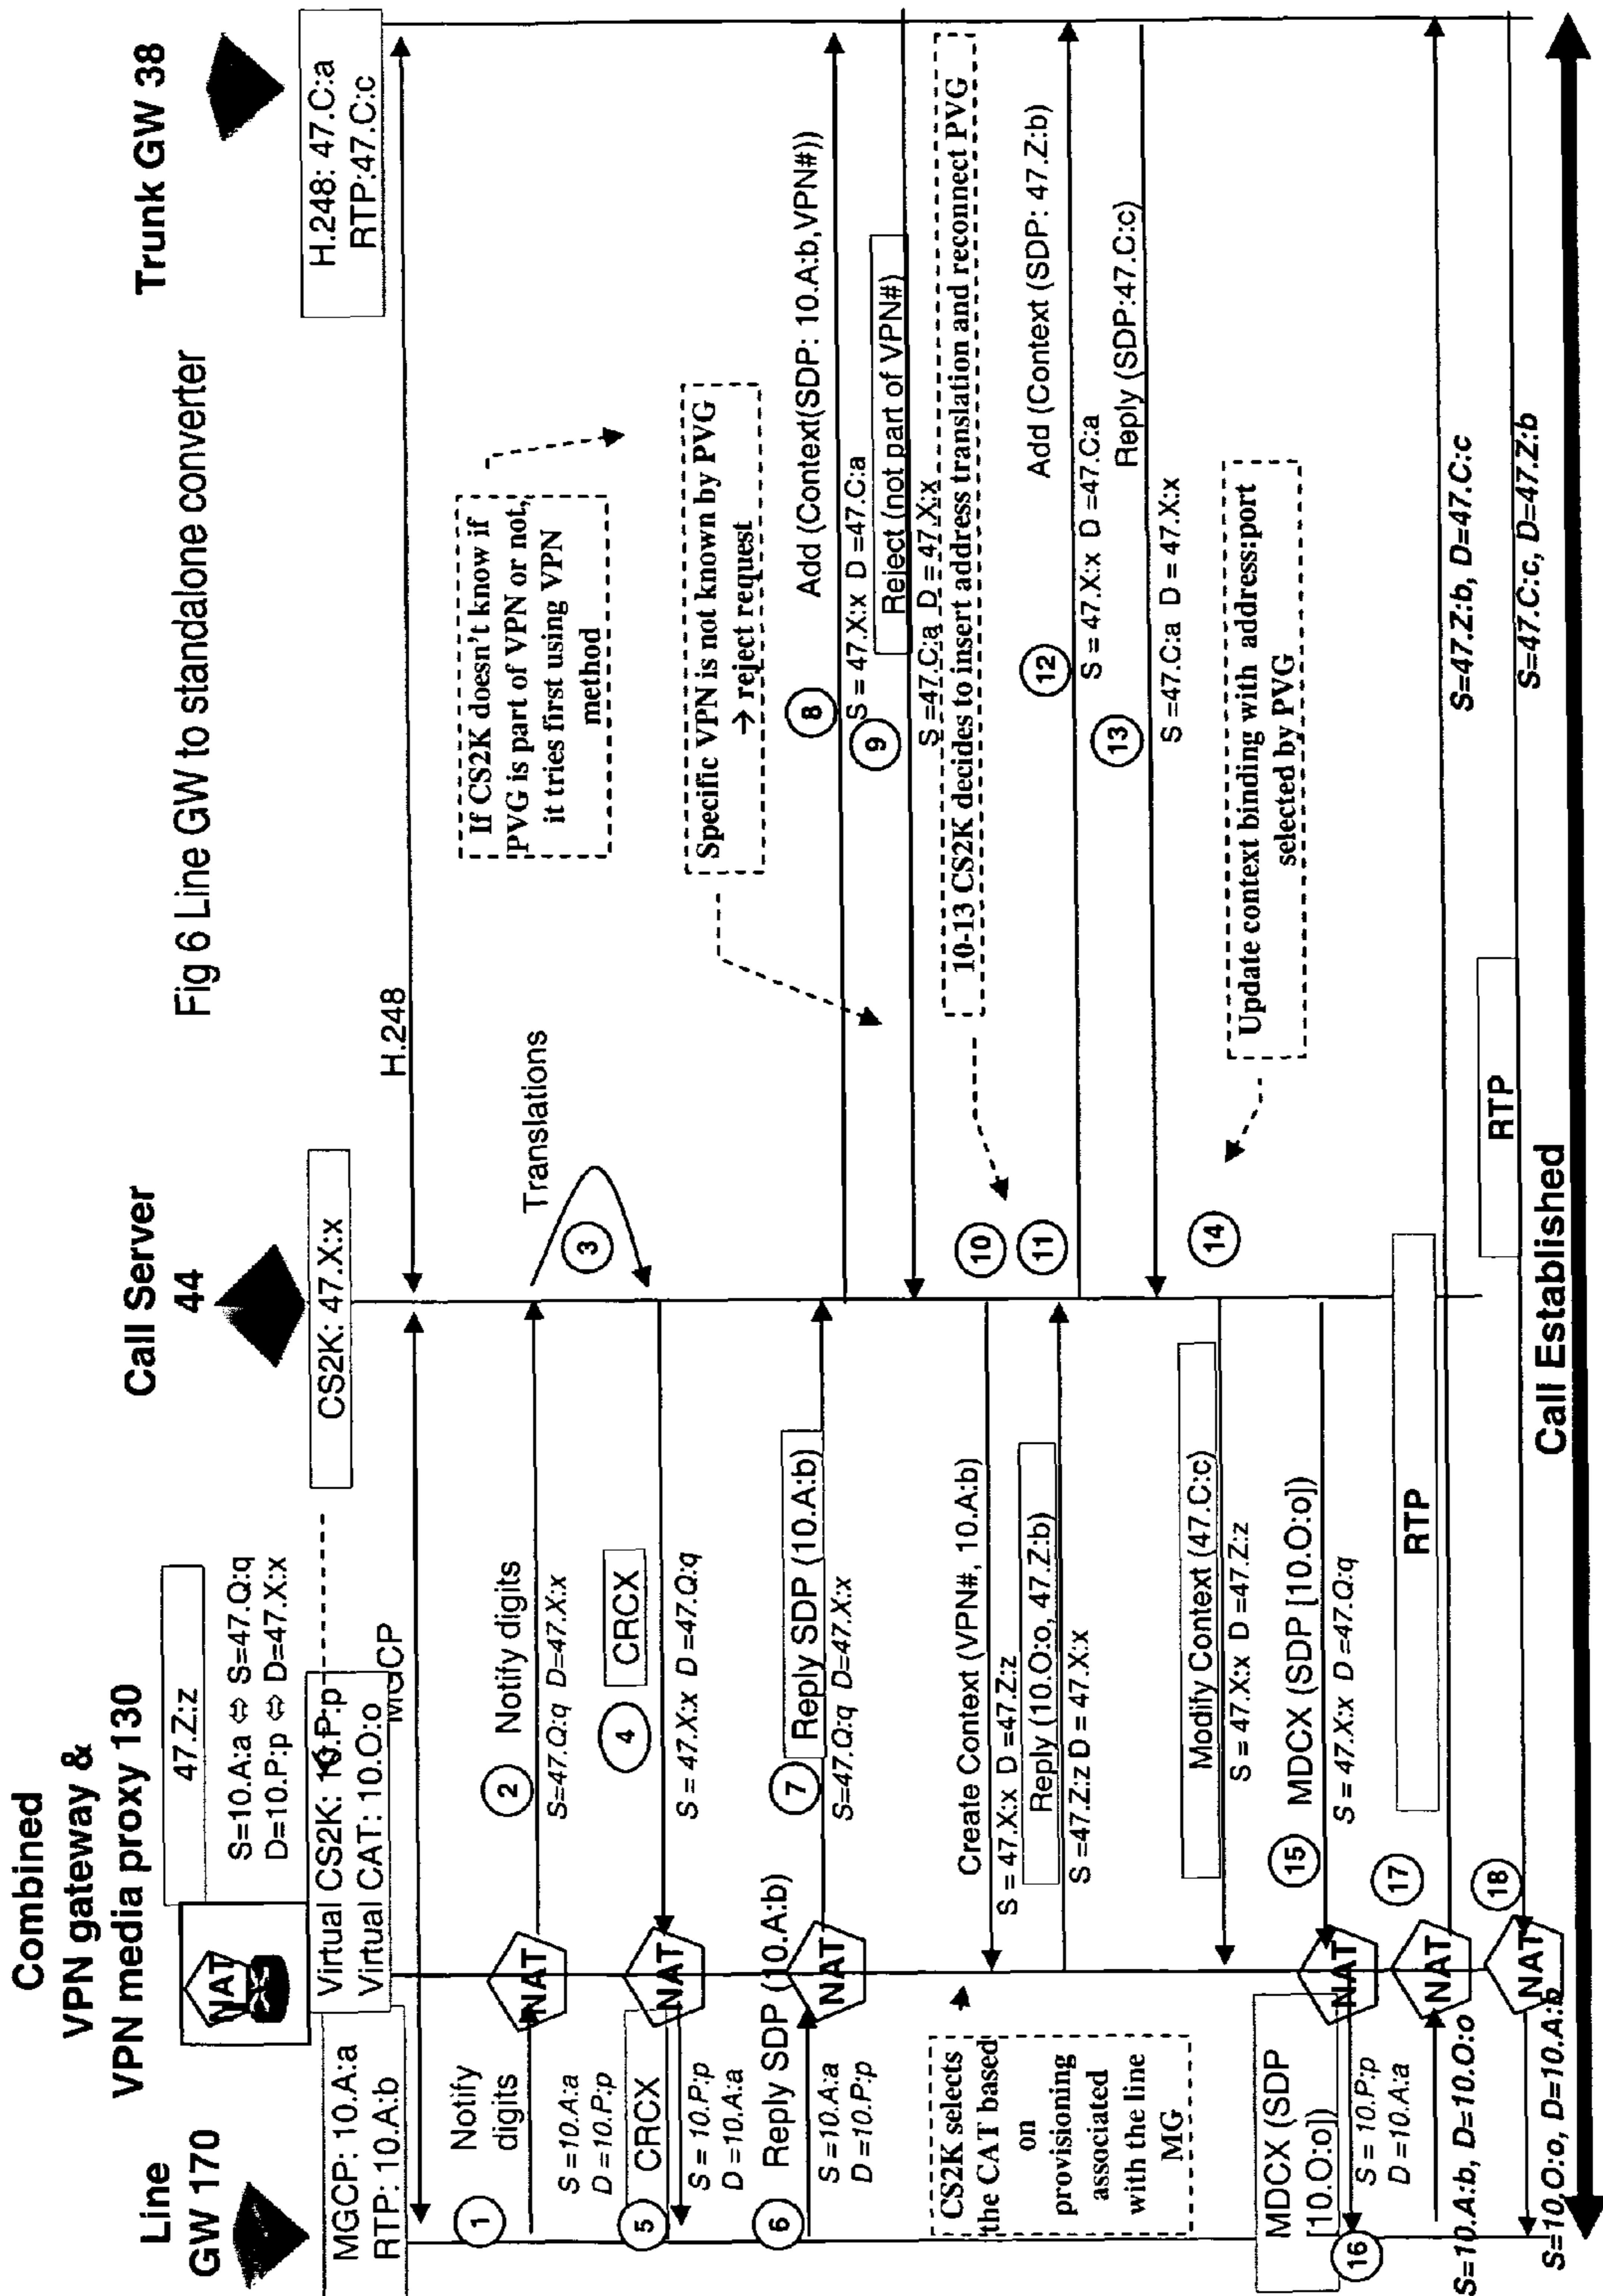 Fig 6 Line GW to standalone converter
Line
GW 170
Combined
VPN gateway &
VPN media proxy 130
Call Server
44
Trunk GW 38
MGCP: 10.A:a
RTP: 10.A:b
NAT
Virtual CS2K: 10.P:p
Virtual CAT: 10.O:o
47.Z:z
S=10.A:a ⇔ S=47.Q:q
D=10.P:p ⇔ D=47.X:x
CS2K: 47.X:x
H.248: 47.C:a
RTP:47.C:c
MGCP
H.248
1
Notify
digits
S =10.A:a
D =10.P:p
NAT
2
Notify digits
S=47.Q:q D=47.X:x
3
Translations
If CS2K doesn't know if
PVG is part of VPN or not,
it tries first using VPN
method
4
CRCX
S = 47.X:x D =47.Q:q
NAT
5
CRCX
S = 10.P:p
D =10.A:a
Specific VPN is not known by PVG
→ reject request
6
Reply SDP (10.A:b)
S =10.A:a
D =10.P:p
NAT
7
Reply SDP (10.A:b)
S=47.Q:q D=47.X:x
8
Add (Context(SDP: 10.A:b,VPN#))
S = 47.X:x D =47.C:a
9
Reject (not part of VPN#)
S =47.C:a D = 47.X:x
10-13 CS2K decides to insert address translation and reconnect PVG
CS2K selects
the CAT based
on
provisioning
associated
with the line
MG
10
Create Context (VPN#, 10.A:b)
S = 47.X:x D =47.Z:z
11
Reply (10.O:o, 47.Z:b)
S =47.Z:z D = 47.X:x
12
Add (Context (SDP: 47.Z:b)
S = 47.X:x D =47.C:a
13
Reply (SDP:47.C:c)
S =47.C:a D = 47.X:x
14
Update context binding with address:port
selected by PVG
Modify Context (47.C:c)
S = 47.X:x D =47.Z:z
15
MDCX (SDP [10.O:o])
S = 47.X:x D =47.Q:q
NAT
MDCX (SDP
[10.O:o])
16
S = 10.P:p
D =10.A:a
17
RTP
NAT
S=10.A:b, D=10.O:o
S=47.Z:b, D=47.C:c
18
RTP
NAT
S=10.O:o, D=10.A:b
S=47.C:c, D=47.Z:b
Call Established